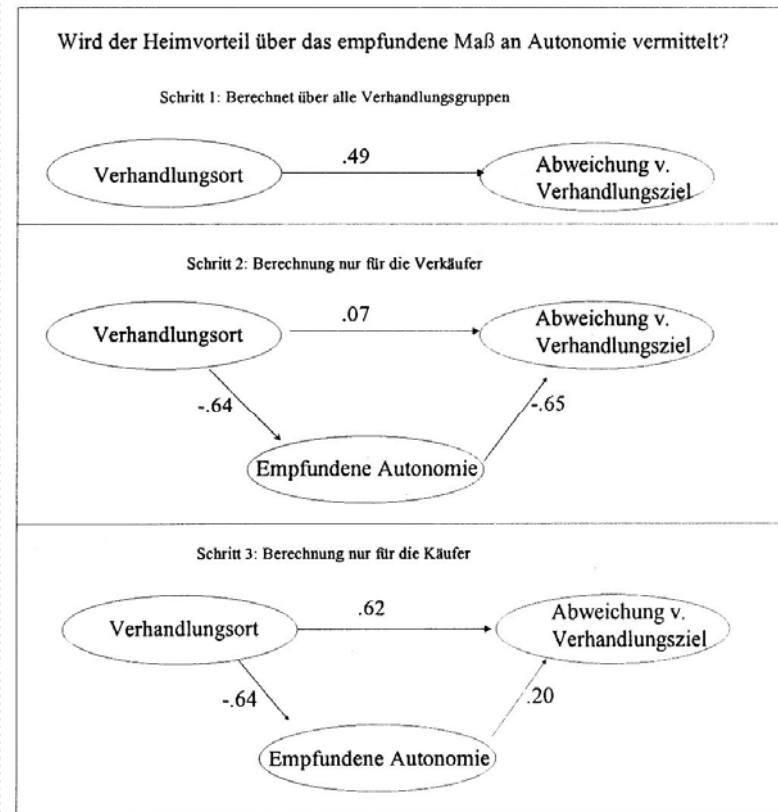 Wird der Heimvorteil über das empfundene Maß an Autonomie vermittelt?
Schritt 1: Berechnet über alle Verhandlungsgruppen
.49
Verhandlungsort
Abweichung v.
Verhandlungsziel
Schritt 2: Berechnung nur für die Verkäufer
.07
Verhandlungsort
Abweichung v.
Verhandlungsziel
-.64
-.65
Empfundene Autonomie
Schritt 3: Berechnung nur für die Käufer
.62
Verhandlungsort
Abweichung v.
Verhandlungsziel
-.64
.20
Empfundene Autonomie